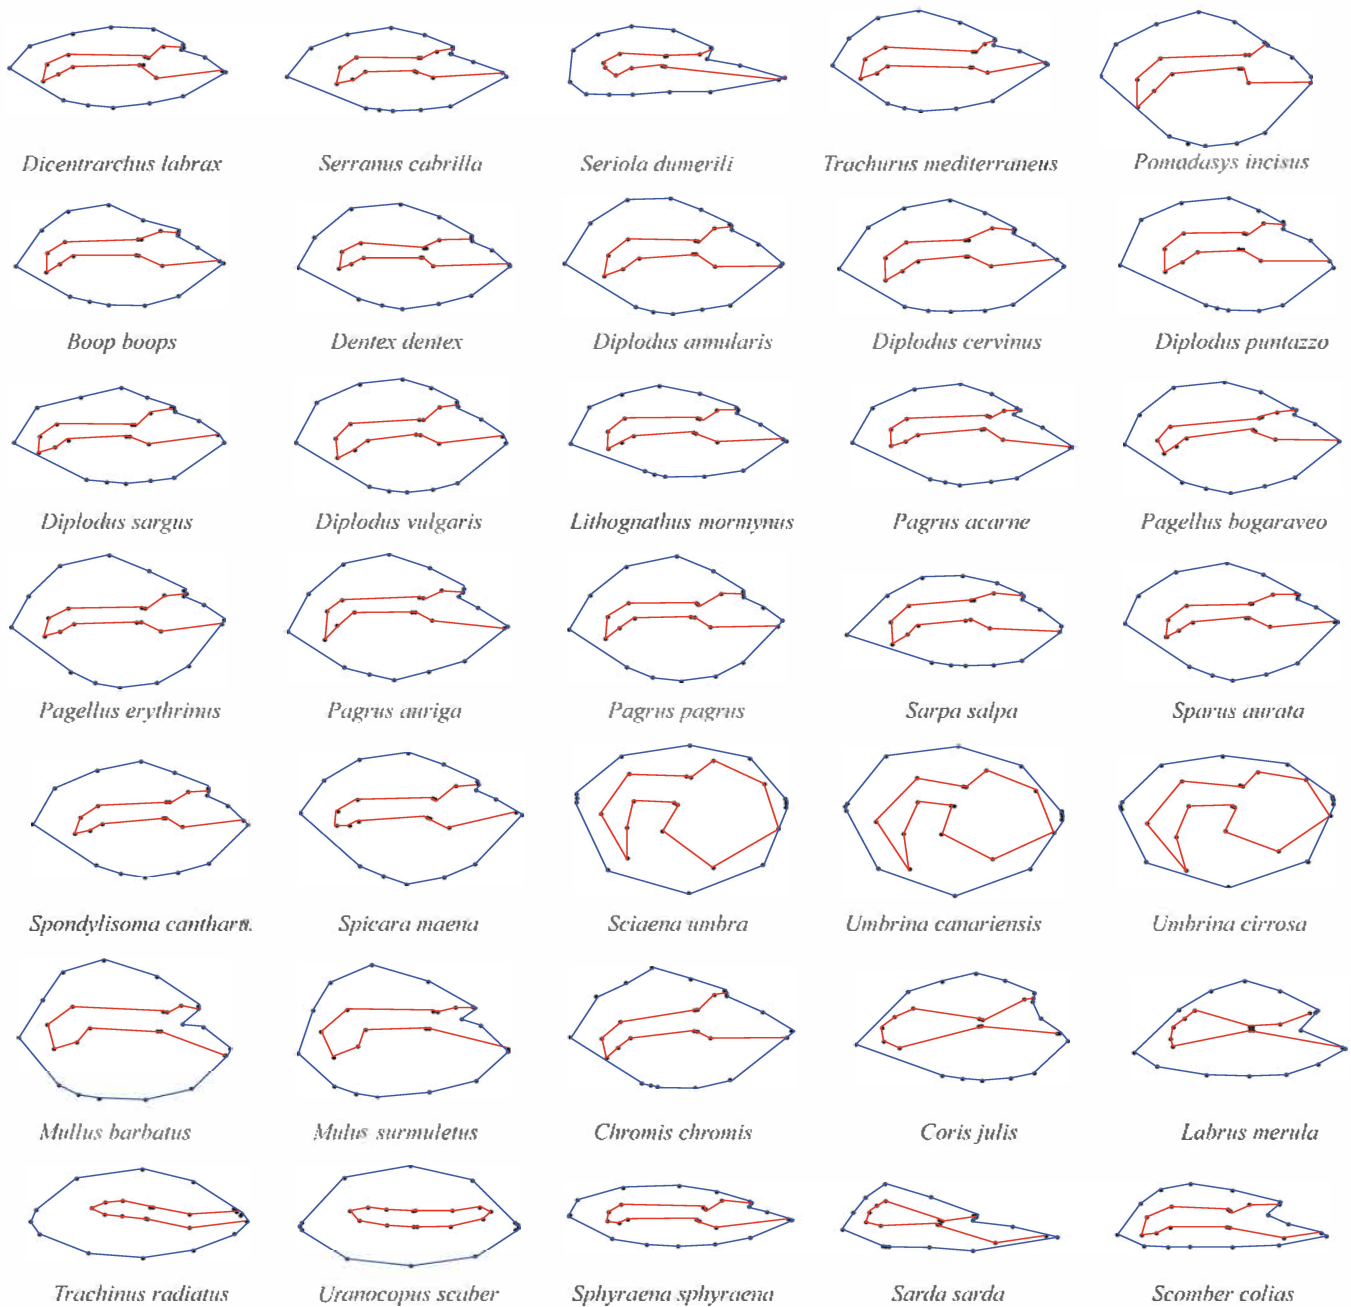 Dicentrarchus labrax
Serranus cabrilla
Seriola dumerili
Trachurus mediterraneus
Pomadasys incisus
Boop boops
Dentex dentex
Diplodus annularis
Diplodus cervinus
Diplodus puntazzo
Diplodus sargus
Diplodus vulgaris
Lithognathus mormynus
Pagrus acarne
Pagellus bogaraveo
Pagellus erythrinus
Pagrus auriga
Pagrus pagrus
Sarpa salpa
Sparus aurata
Spondylisoma
Spicara maena
Sciaena umbra
Umbrina canariensis
Umbrina cirrosa
Mullus barbatus
Mulus surmuletus
Chromis chromis
Coris julis
Labrus merula
Trachinus radiatus
Uranocopus scaber
Sphyraena sphyraena
Sarda sarda
Scomber colias